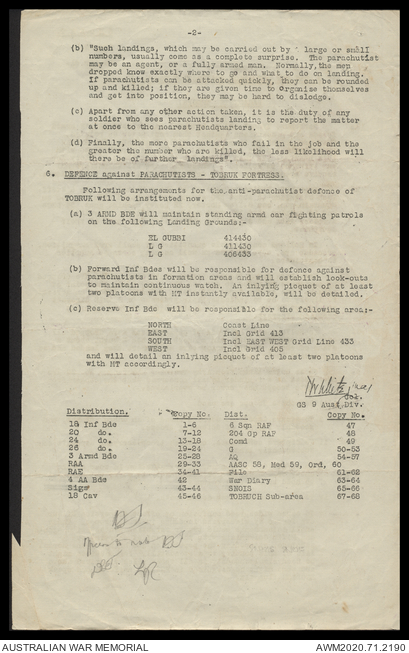 -2-
(b) "Such landings, which may be carried out by large or small
numbers, usually come as a complete surprise. The parachutist
may be an agent, or a fully armed man. Normally, the men
dropped know exactly where to go and what to do on landing.
If parachutists can be attacked quickly, they can be rounded
up and killed; if they are given time to organise themselves
and get into position, they may be hard to dislodge.
(c) Apart from any other action taken, it is the duty of any
soldier who sees parachutists landing to report the matter
at once to the nearest Headquarters.
(d) Finally, the more parachutists who fail in the job and the
greater the number who are killed, the less likelihood will
there be of further landings".
6. DEFENCE against PARACHUTISTS - TOBRUK FORTRESS.
Following arrangements for the anti-parachutist defence of
TOBRUK will be instituted now.
(a) 3 ARMD BDE will maintain standing armd car fighting patrols
on the following Landing Grounds:-
EL GUBBI 414430
L G 411430
L G 406433
(b) Forward Inf Bdes will be responsible for defence against
parachutists in formation areas and will establish look-outs
to maintain continuous watch. An inlying picquet of at least
two platoons with MT instantly available, will be detailed.
(c) Reserve Inf Bde will be responsible for the following area;-
NORTH Coast Line
EAST Incl Grid 413
SOUTH Incl EAST WEST Grid Line 433
WEST Incl Grid 405
and will detail an inlying picquet of at least two platoons
with MT accordingly.
Col.
GS 9 Aust Div.
Distribution. Copy No. Dist. Copy No.
18 Inf Bde 1-6 6 Sqn RAF 47
20 do. 7-12 204 Gp RAF 48
24 do. 13-18 Comd 49
26 do. 19-24 G 50-53
3 Armd Bde 25-28 AQ 54-57
RAA 29-33 AASC 58, Med 59, Ord, 60
RAE 34-41 File 61-62
4 AA Bde 42 War Diary 63-64
Sigs 43-44 SNOIS 65-66
18 Cav 45-46 TOBRUCH Sub-area 67-68
AUSTRALIAN WAR MEMORIAL
AWM2020.71.2190